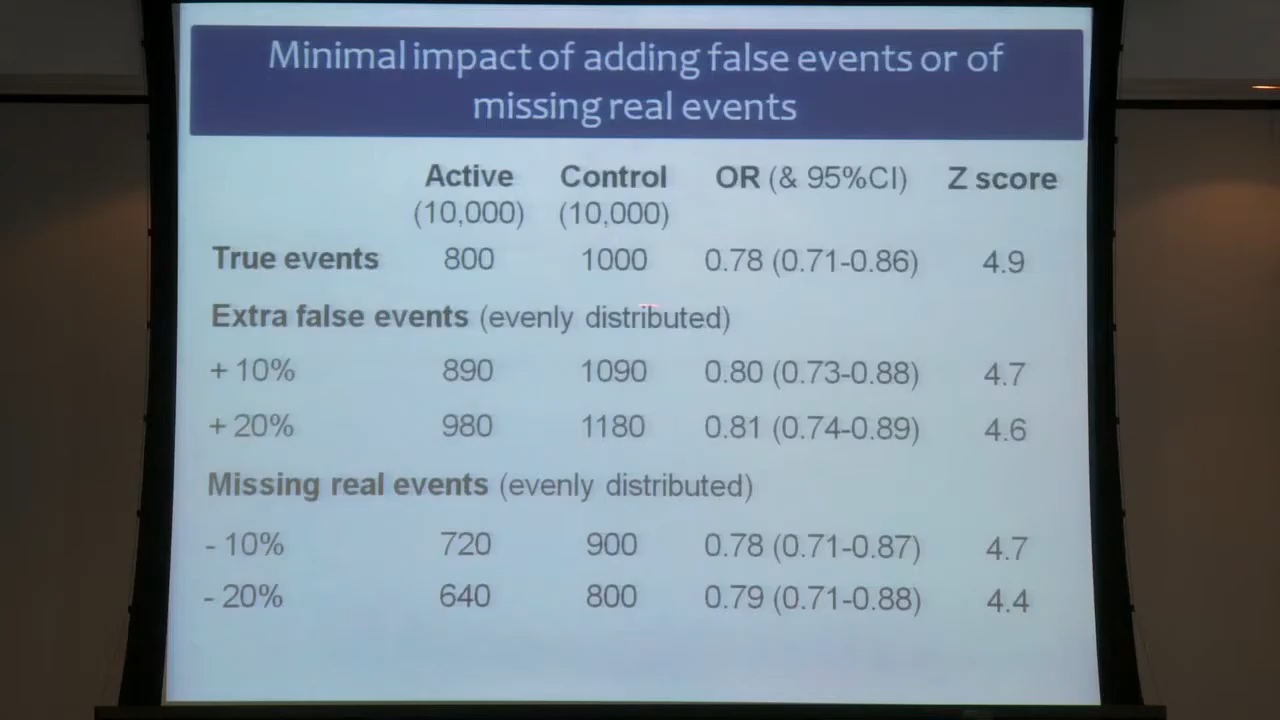 Minimal impact of adding false events or of
missing real events
Active Control OR (& 95%CI) Z score
(10,000) (10,000)
True events 800 1000 0.78 (0.71-0.86) 4.9
Extra false events (evenly distributed)
+ 10% 890 1090 0.80 (0.73-0.88) 4.7
+ 20% 980 1180 0.81 (0.74-0.89) 4.6
Missing real events (evenly distributed)
- 10% 720 900 0.78 (0.71-0.87) 4.7
- 20% 640 800 0.79 (0.71-0.88) 4.4